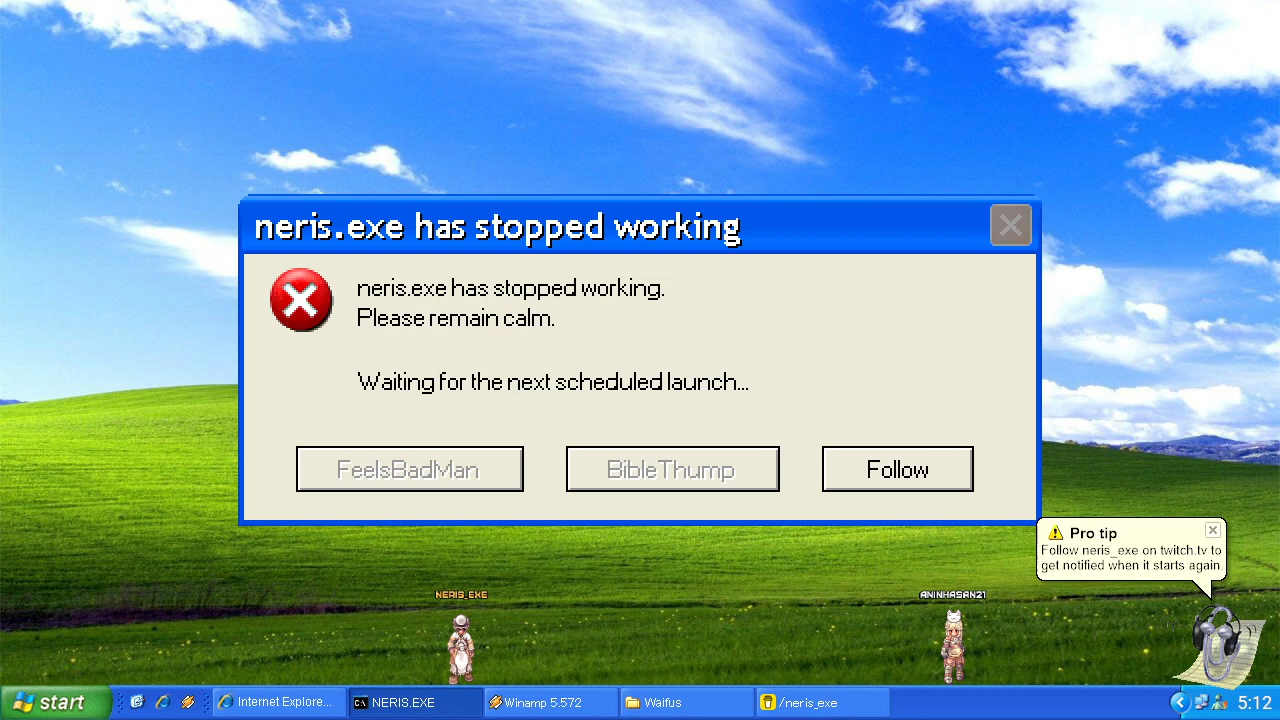 neris.exe has stopped working
neris.exe has stopped working.
Please remain calm.
Waiting for the next scheduled launch...
FeelsBadMan
BibleThump
Follow
Pro tip
Follow neris_exe on twitch.tv to
get notified when it starts again.
NERIS_EXE
ANINHASAN21
start
Internet Explore...
C:\
NERIS.EXE
Winamp 5.572
Waifus
/neris_exe
5:12